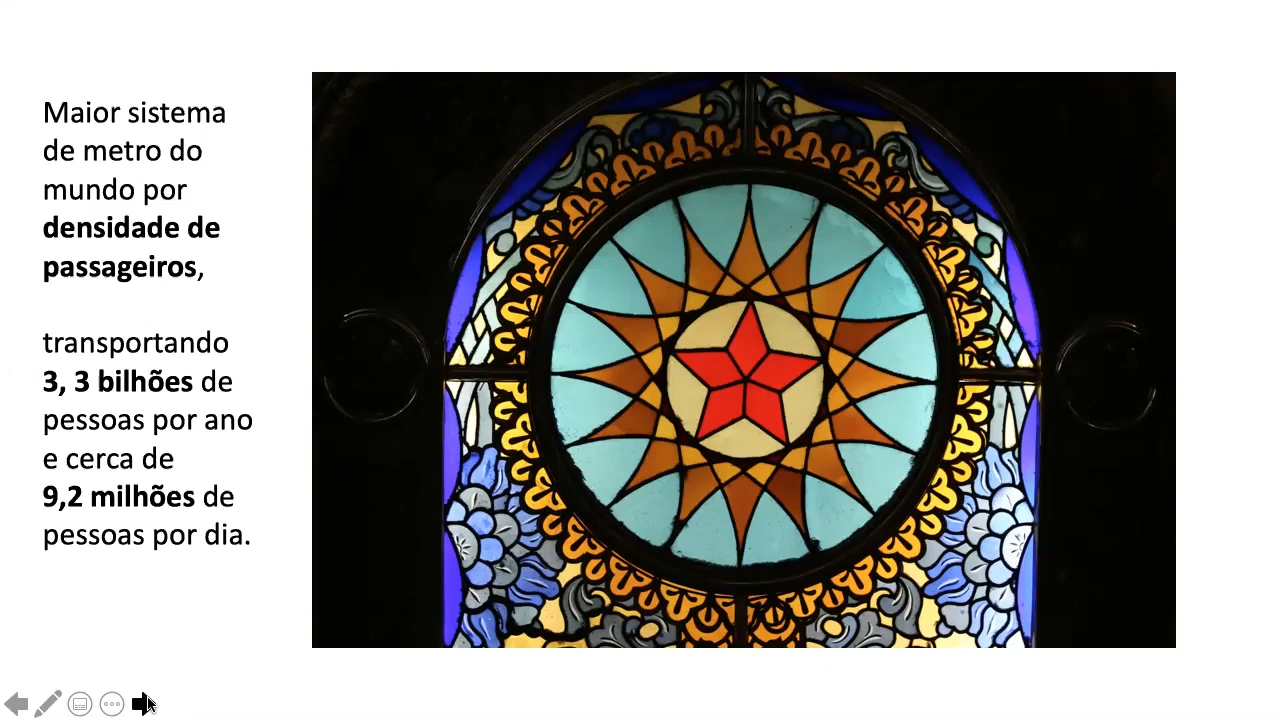 Maior sistema
de metro do
mundo por
densidade de
passageiros,
transportando
3, 3 bilhões de
pessoas por ano
e cerca de
9,2 milhões de
pessoas por dia.